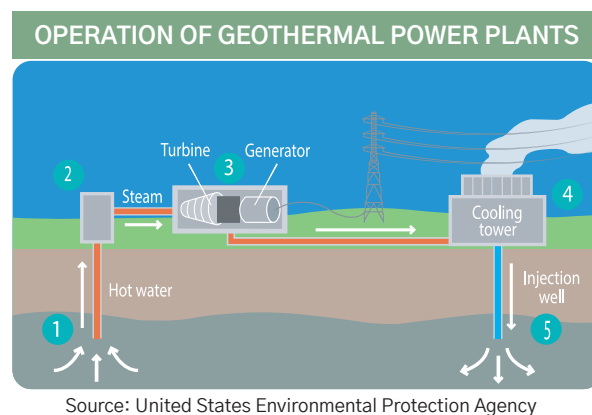 OPERATION OF GEOTHERMAL POWER PLANTS
Turbine
3
Generator
2
Steam
4
Cooling
tower
Hot water
Injection
well
1
5
Source: United States Environmental Protection Agency